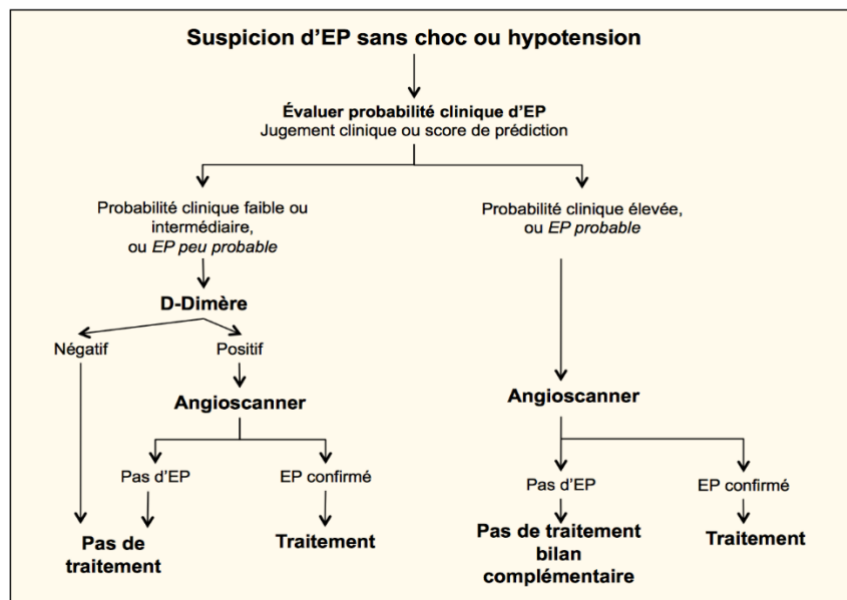 Suspicion d'EP sans choc ou hypotension
Évaluer probabilité clinique d'EP
Jugement clinique ou score de prédiction
Probabilité clinique faible ou
intermédiaire,
ou EP peu probable
Probabilité clinique élevée,
ou EP probable
D-Dimère
Négatif
Positif
Angioscanner
Angioscanner
Pas d'EP
EP confirmé
Pas d'EP
EP confirmé
Pas de
traitement
Traitement
Pas de traitement
bilan
complémentaire
Traitement